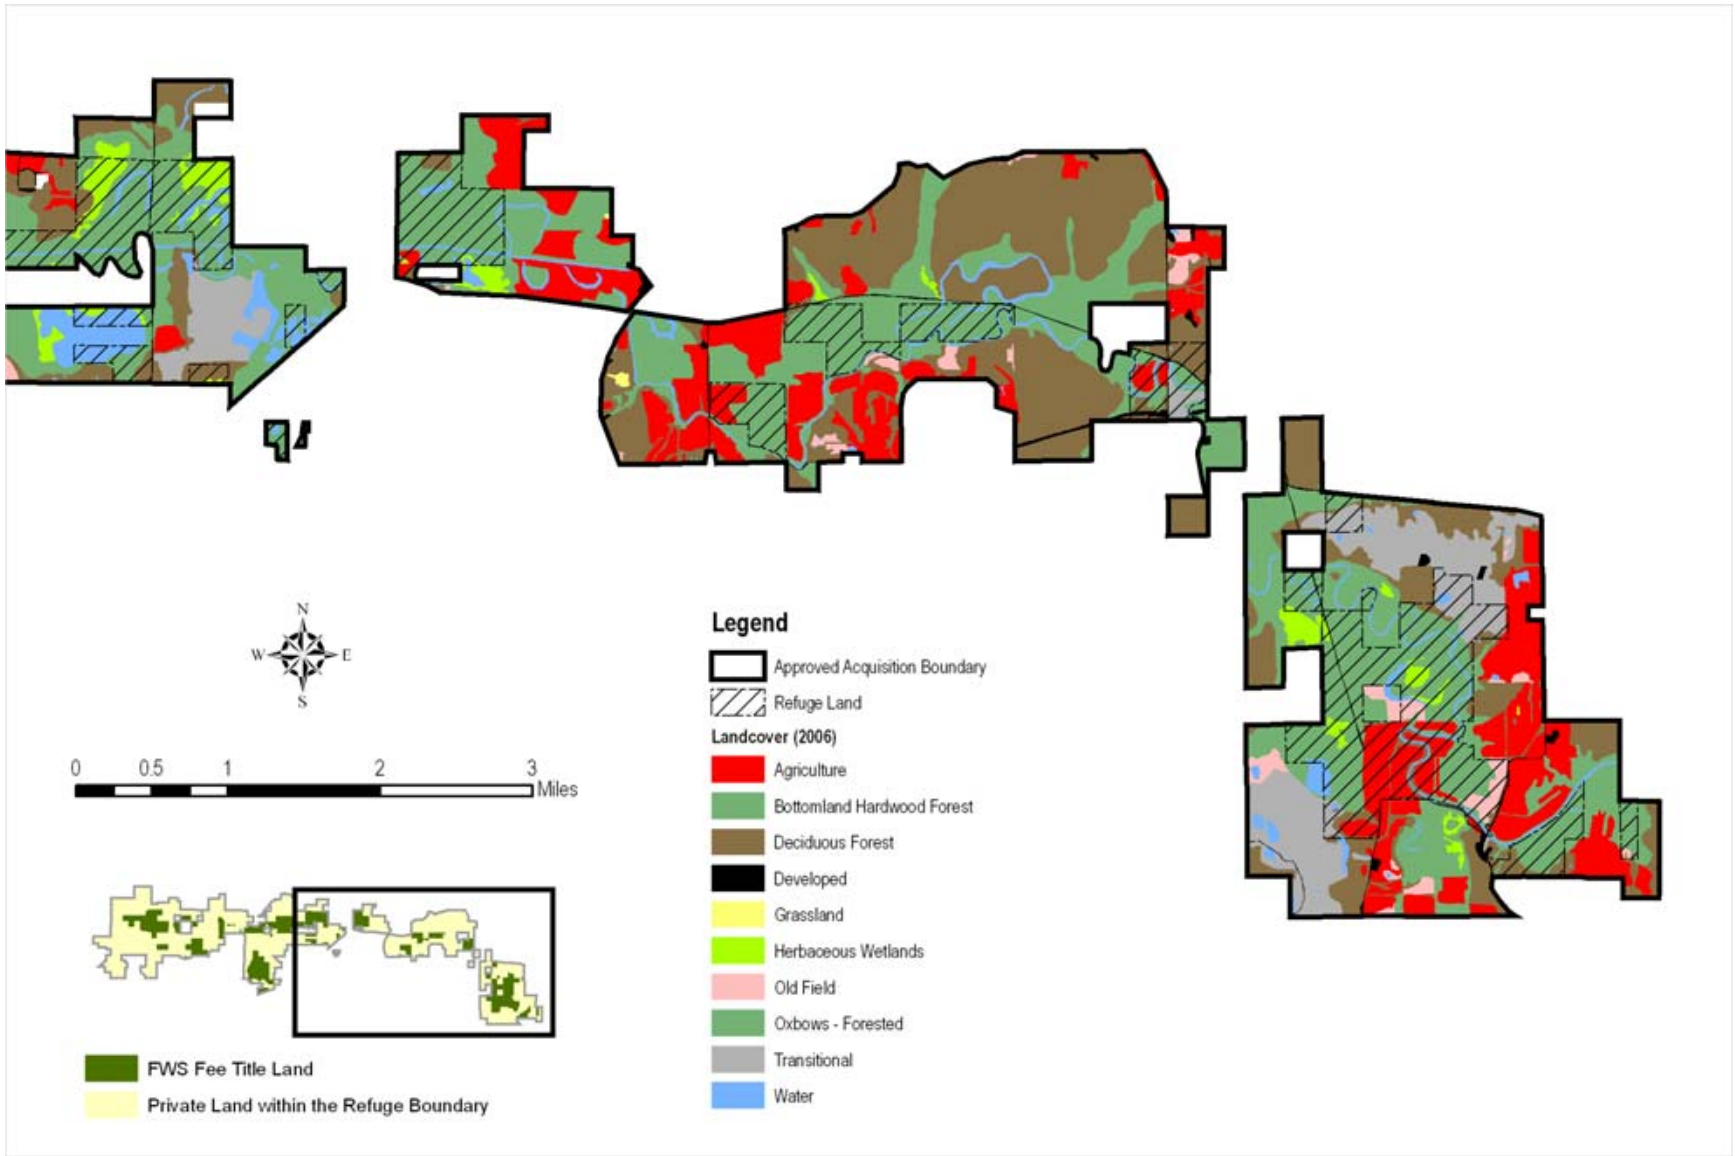 N
W E
S
0 0.5 1 2 3
Miles
Legend
Approved Acquisition Boundary
Refuge Land
Landcover (2006)
Agriculture
Bottomland Hardwood Forest
Deciduous Forest
Developed
Grassland
Herbaceous Wetlands
Old Field
Oxbows - Forested
Transitional
Water
FWS Fee Title Land
Private Land within the Refuge Boundary